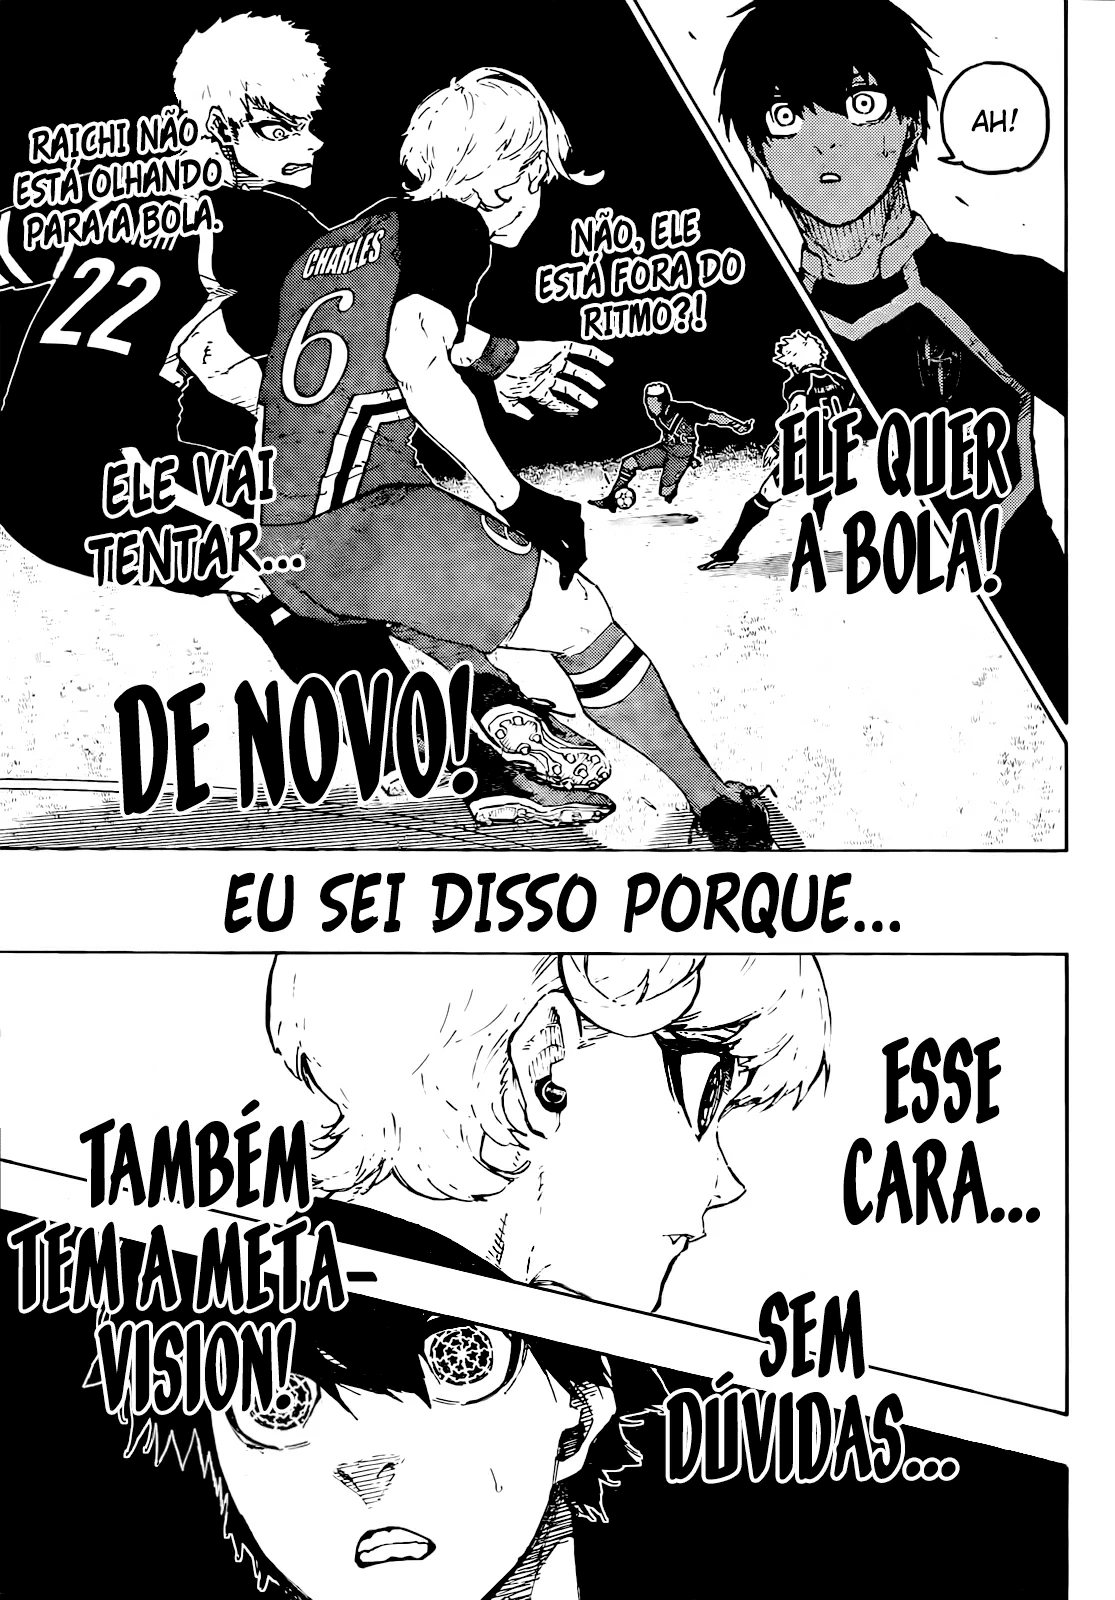 AH!
ELE QUER
A BOLA!
NÃO, ELE
ESTÁ FORA DO
RITMO?!
RAICHI NÃO
ESTÁ OLHANDO
PARA A BOLA.
22
CHARLES
6
ELE VAI
TENTAR...
DE NOVO!
EU SEI DISSO PORQUE...
ESSE
CARA...
TAMBÉM
TEM A META-
VISION!
SEM
DÚVIDAS...